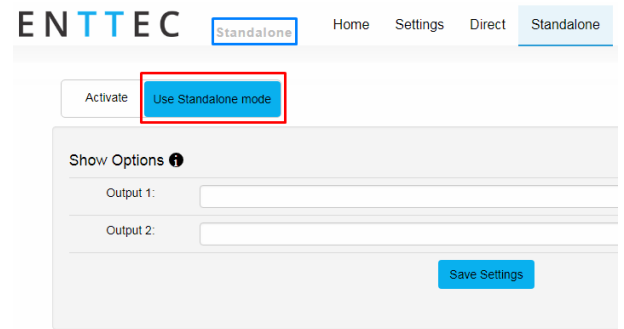 ENTTEC Standalone Home Settings Direct Standalone
Activate Use Standalone mode
Show Options
Output 1:
Output 2:
Save Settings